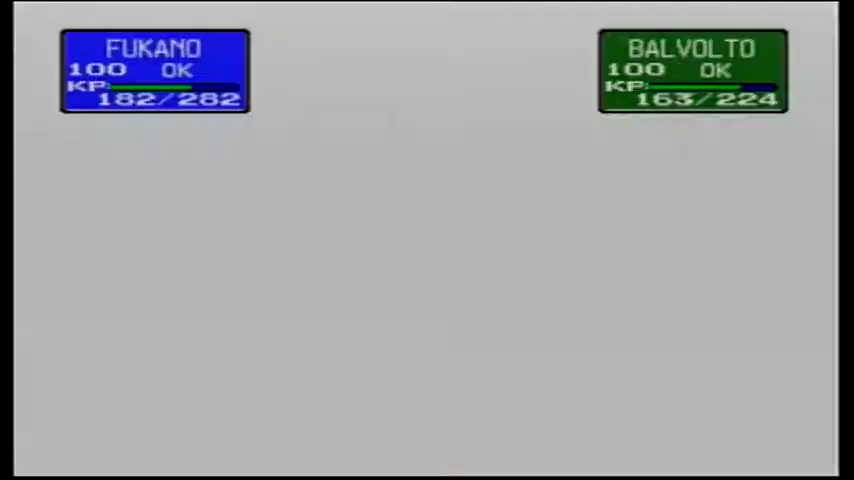 FUKANO
100 OK
KP:
182/282
BALVOLTO
100 OK
KP:
163/224